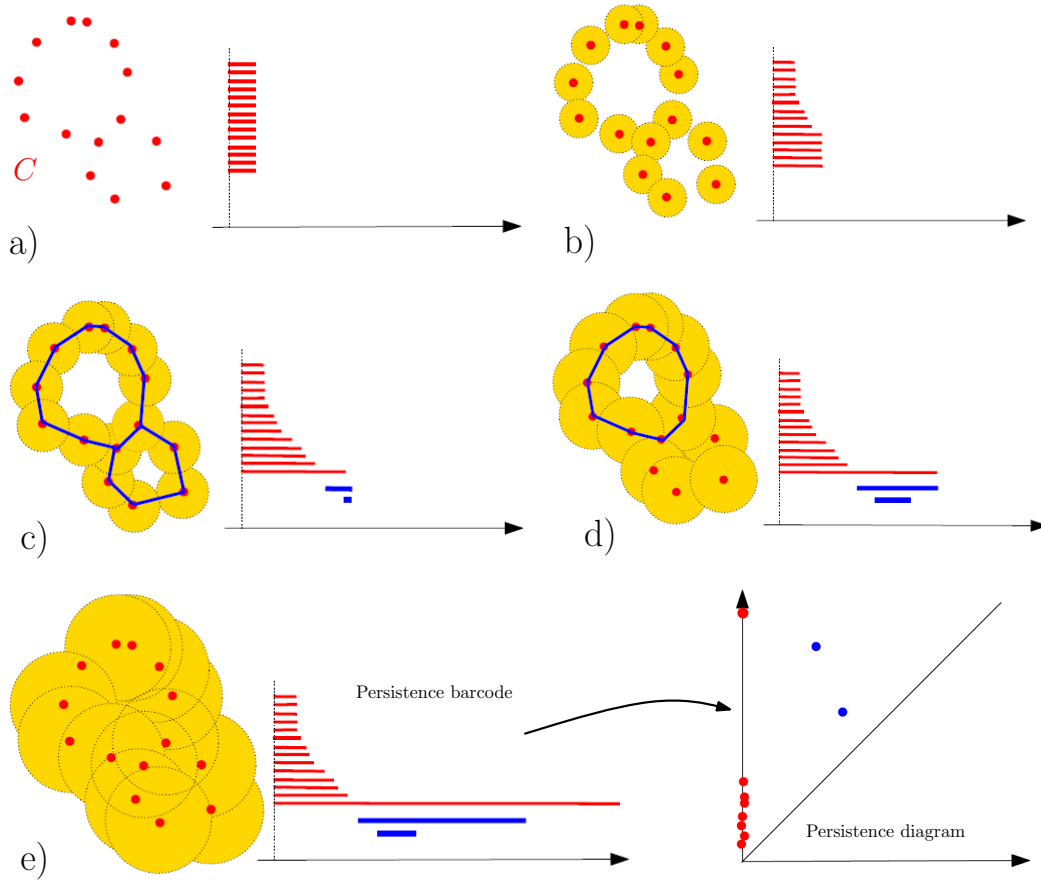 C
a)
b)
c)
d)
Persistence barcode
Persistence diagram
e)